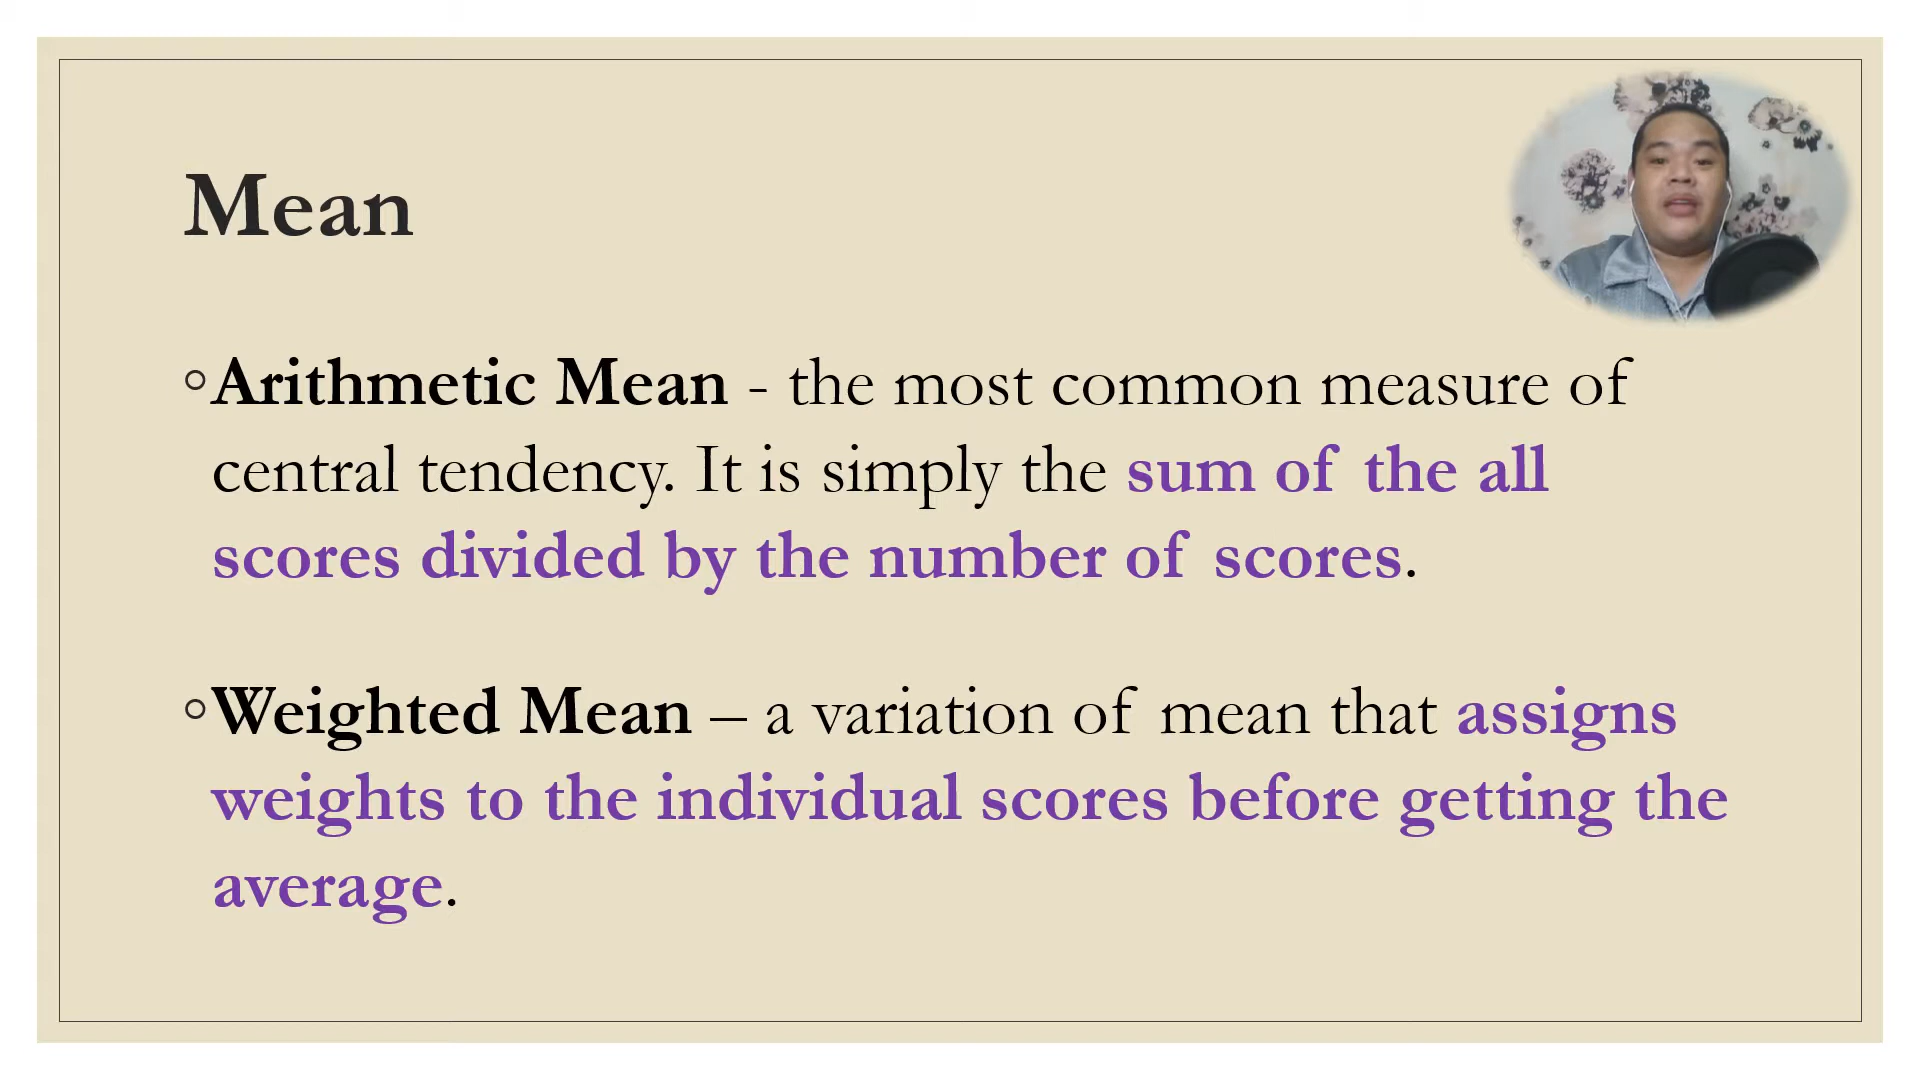 Mean
Arithmetic Mean - the most common measure of
central tendency. It is simply the sum of the all
scores divided by the number of scores.
Weighted Mean – a variation of mean that assigns
weights to the individual scores before getting the
average.